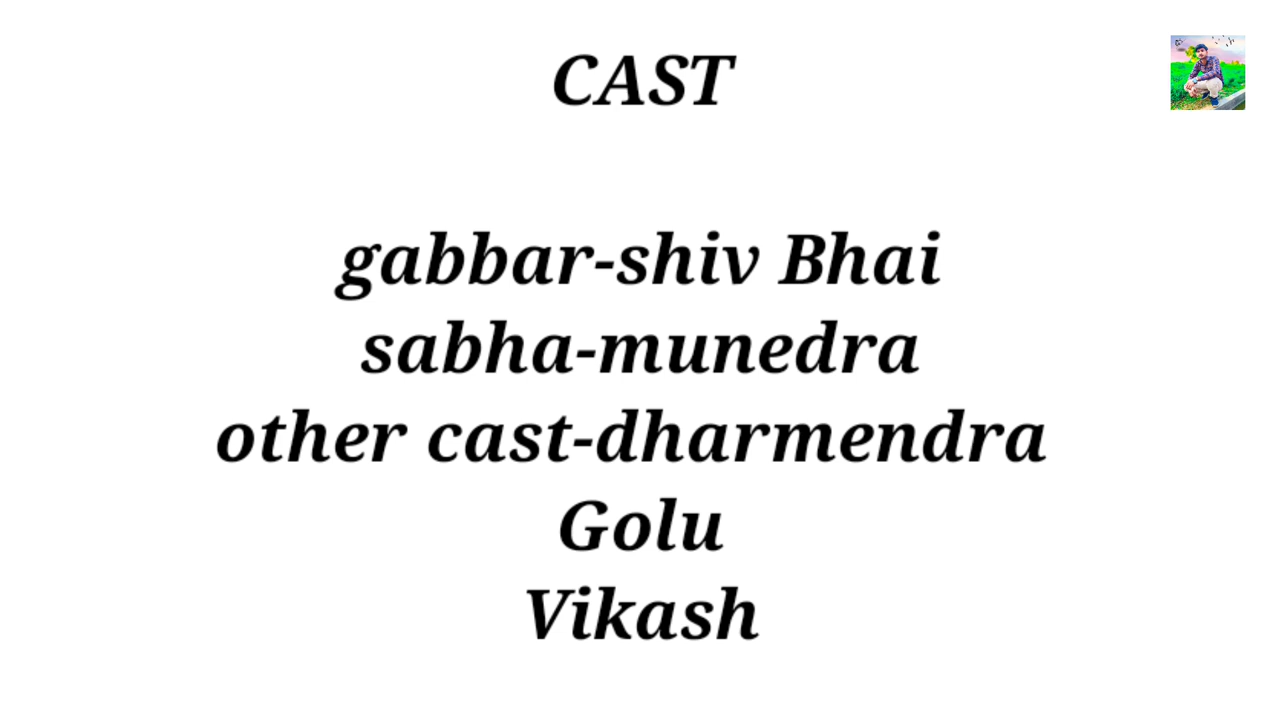 CAST
gabbar-shiv Bhai
sabha-munedra
other cast-dharmendra
Golu
Vikash